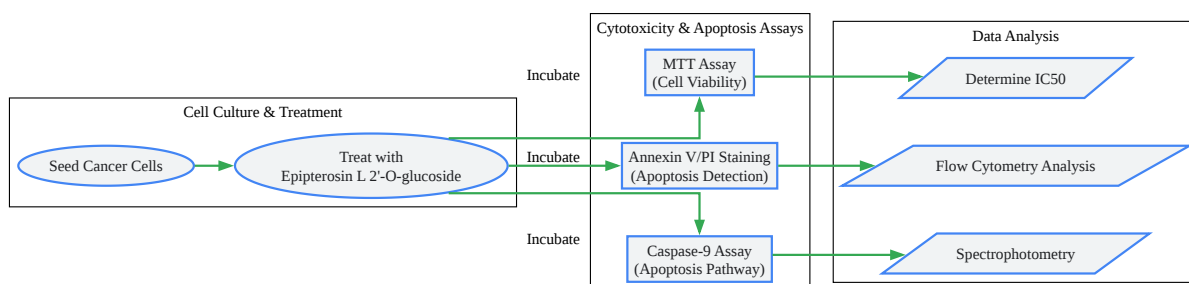 Cell Culture & Treatment
Seed Cancer Cells
Treat with
Epipterosin L 2'-O-glucoside
Incubate
Incubate
Incubate
Cytotoxicity & Apoptosis Assays
MTT Assay
(Cell Viability)
Annexin V/PI Staining
(Apoptosis Detection)
Caspase-9 Assay
(Apoptosis Pathway)
Data Analysis
Determine IC50
Flow Cytometry Analysis
Spectrophotometry